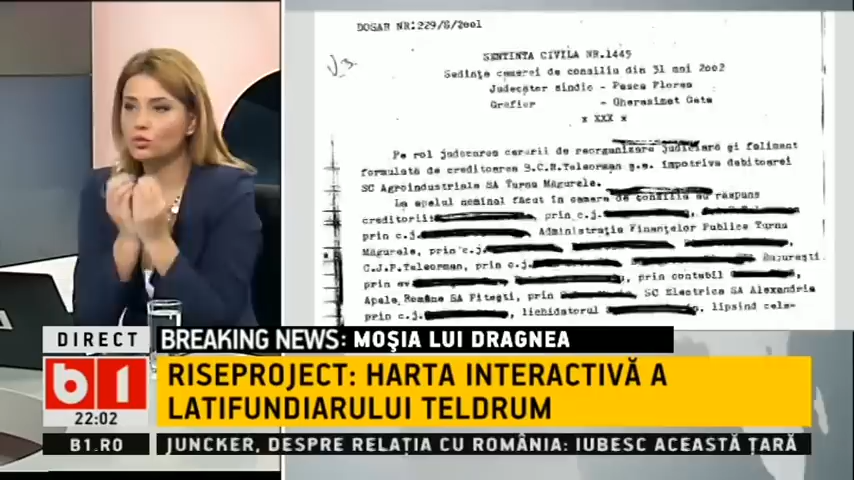 DOSAR NR:229/S/2001
SENTINTA CIVILA NR.1445
Sedinţa camerei de consiliu din 31 mai 2002
Judecător sindic - Pasca Florea
Grefier - Gherasimet Geta
x XXX x
Pe rol judecarea cererii de reorganizare judiciară şi faliment
formulată de creditoarea B.C.R. Teleorman s.a. împotriva debitoarei
SC Agroindustriale SA Turnu Măgurele.
La apelul nominal făcut în camera de consiliu au răspuns
creditorii prin c.j.
prin c.j. Administraţia Finanţelor Publice Turnu
Măgurele, prin c.j.
C.J.P. Teleorman, prin c.j. Bucureşti
prin av prin contabil
Apele Române SA Piteşti, prin SC Electrica SA Alexandria
prin c.j. lichidatorul lipsind cele-
DIRECT
BREAKING NEWS: MOŞIA LUI DRAGNEA
b1
RISEPROJECT: HARTA INTERACTIVĂ A
LATIFUNDIARULUI TELDRUM
22:02
B1.RO JUNCKER, DESPRE RELAŢIA CU ROMÂNIA: IUBESC ACEASTĂ ŢARĂ